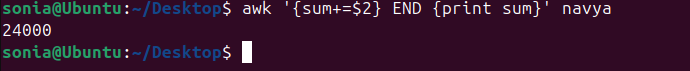 sonia@Ubuntu:~/Desktop$ awk '{sum+=$2} END {print sum}' navya
24000
sonia@Ubuntu:~/Desktop$